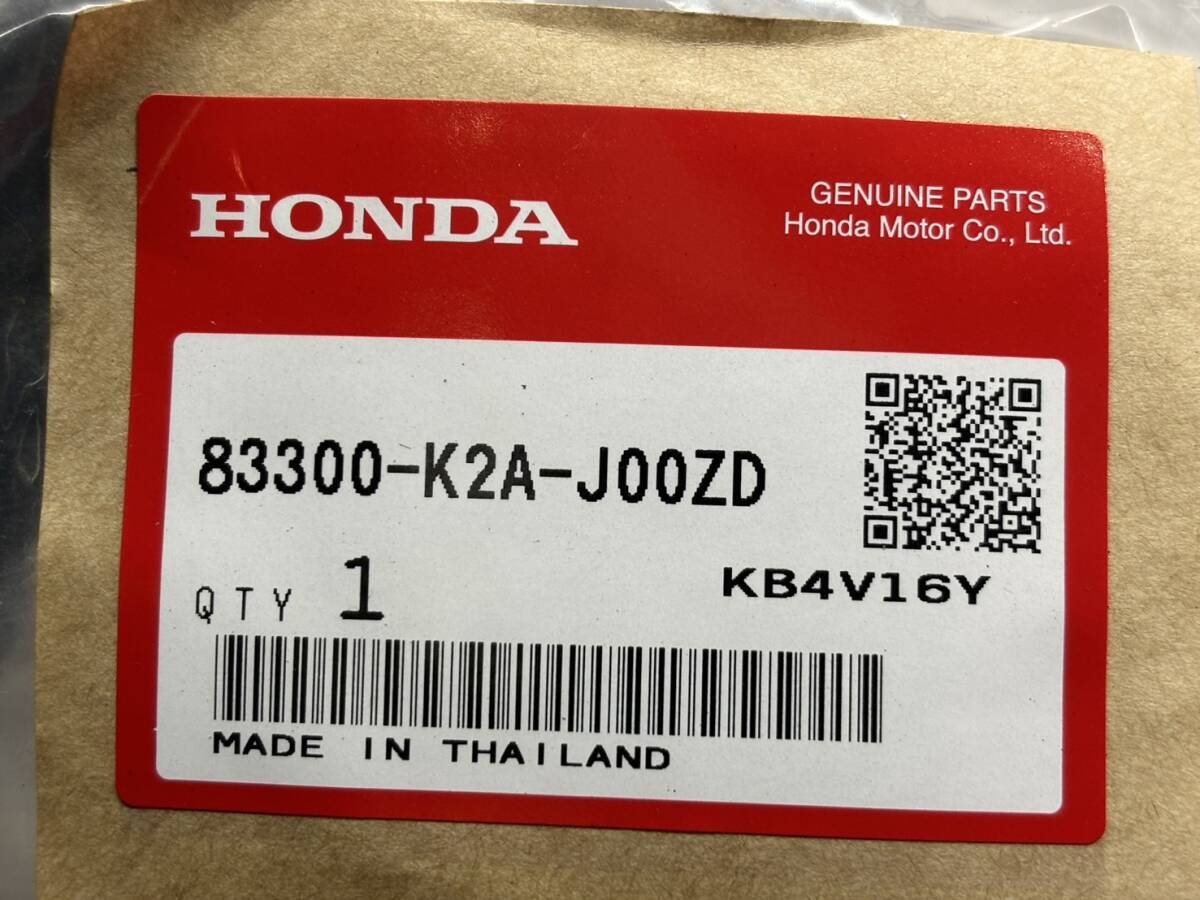 HONDA
GENUINE PARTS
Honda Motor Co., Ltd.
83300-K2A-J00ZD
QTY 1
KB4V16Y
MADE IN THAILAND